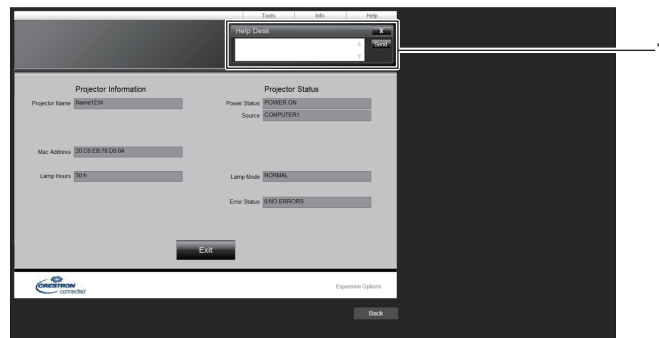 Tools Info Help
Help Desk X
Send
Projector Information Projector Status
Projector Name Name1234 Power Status POWER ON
Source COMPUTER1
Mac Address 20:C6:EB:78:D6:0A
Lamp Hours 50 h Lamp Mode NORMAL
Error Status 0:NO ERRORS
Exit
CRESTRON connected Expansion Options
Back